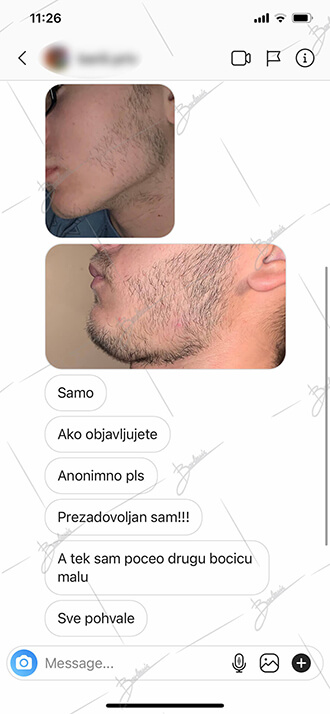 11:26
Samo
Ako objavljujete
Anonimno pls
Prezadovoljan sam!!!
A tek sam poceo drugu bocicu
malu
Sve pohvale
Message...